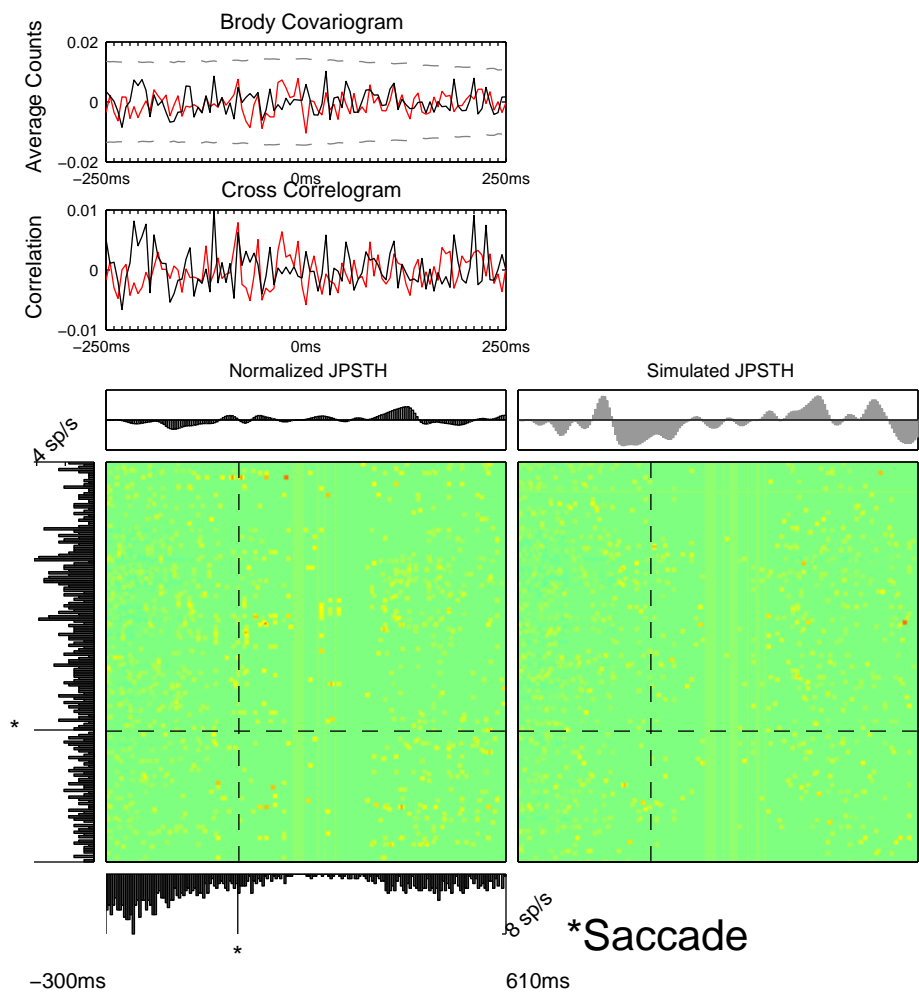 Brody Covariogram
0.02
0
−0.02
Average Counts
−250ms 0ms 250ms
Cross Correlogram
0.01
0
−0.01
Correlation
−250ms 0ms 250ms
Normalized JPSTH Simulated JPSTH
4 sp/s
*
8 sp/s
*
*Saccade
−300ms 610ms